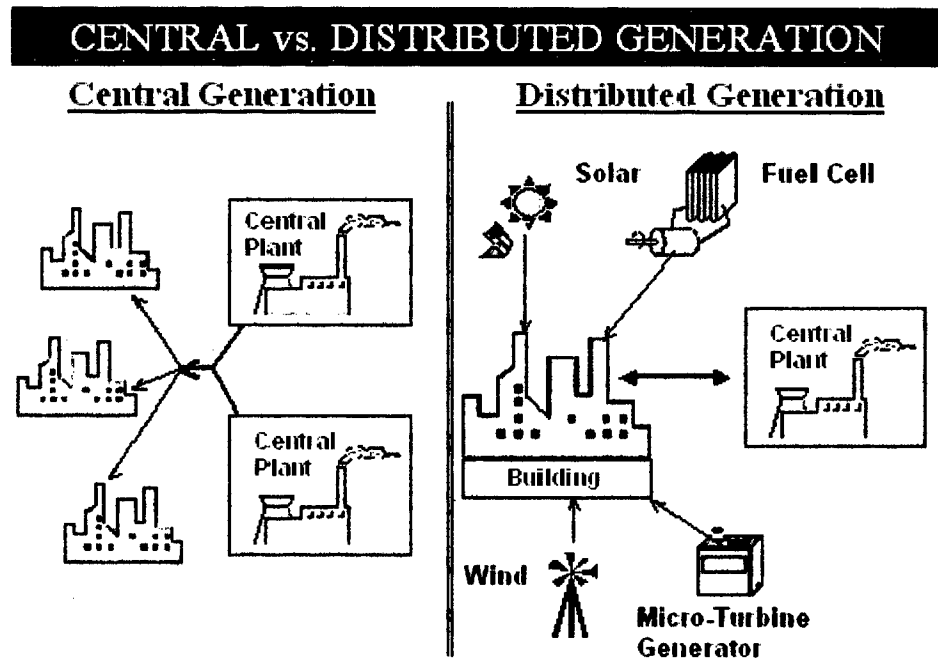 CENTRAL vs. DISTRIBUTED GENERATION
Central Generation
Central
Plant
Central
Plant
Distributed Generation
Solar
Fuel Cell
Central
Plant
Building
Wind
Micro-Turbine
Generator